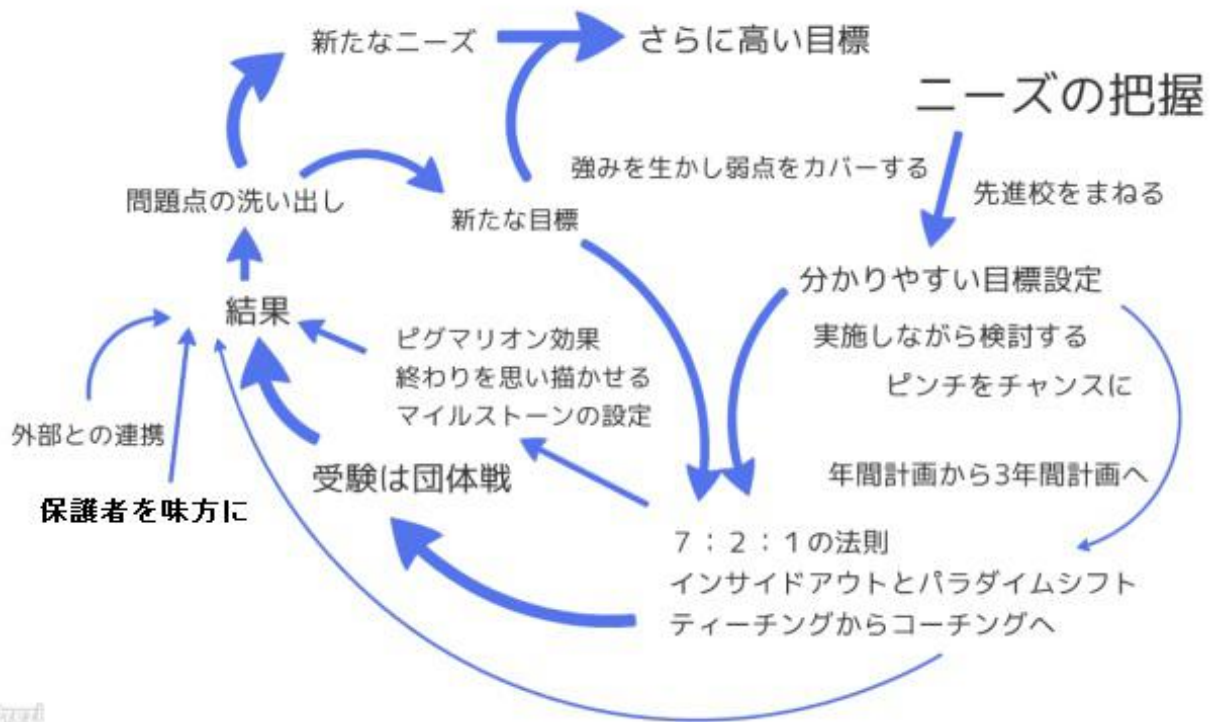 新たなニーズ
さらに高い目標
ニーズの把握
強みを生かし弱点をカバーする
先進校をまねる
問題点の洗い出し
新たな目標
分かりやすい目標設定
結果
実施しながら検討する
ピグマリオン効果
終わりを思い描かせる
マイルストーンの設定
ピンチをチャンスに
外部との連携
受験は団体戦
年間計画から3年間計画へ
保護者を味方に
7:2:1の法則
インサイドアウトとパラダイムシフト
ティーチングからコーチングへ